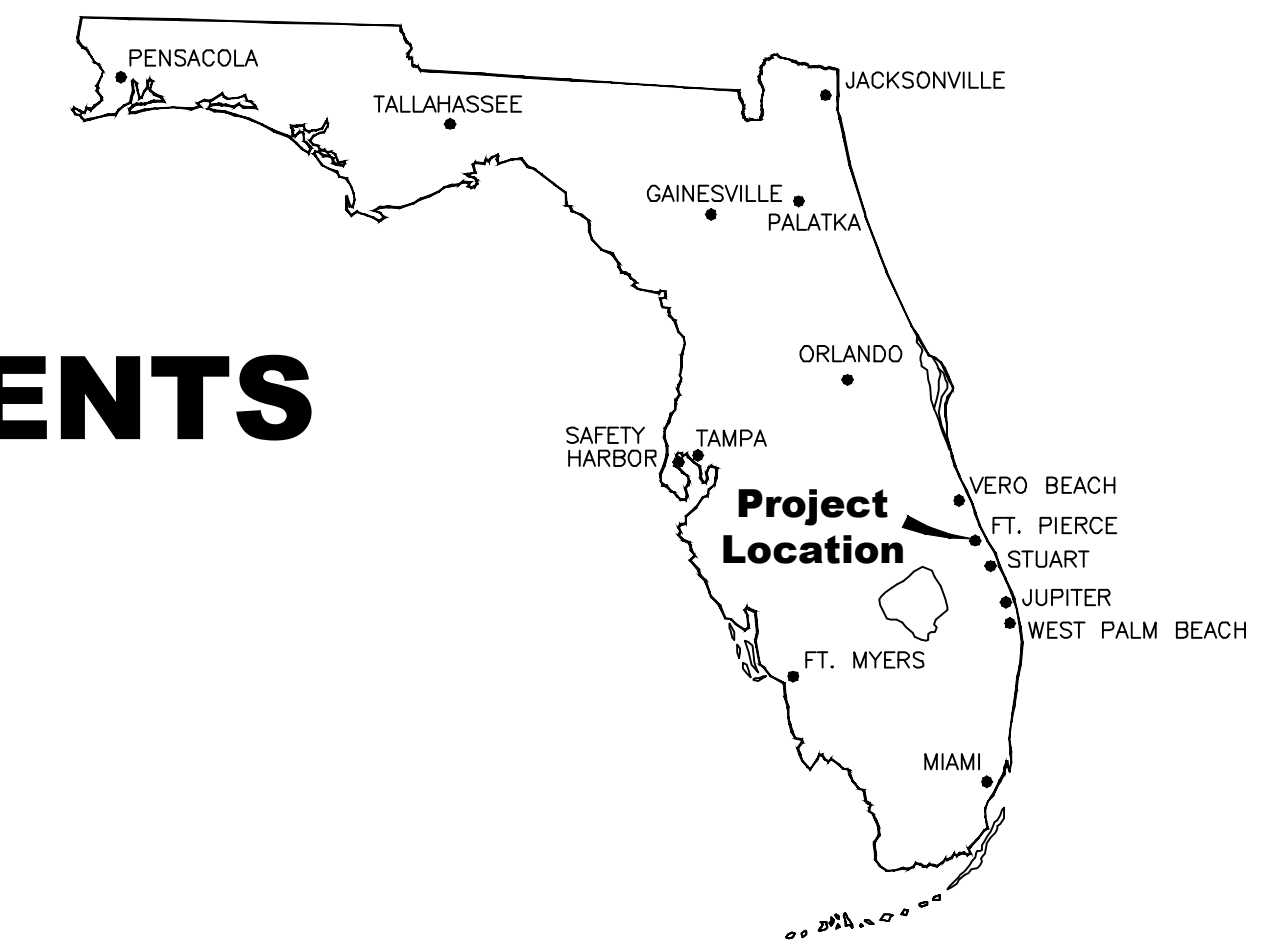 PENSACOLA
JACKSONVILLE
TALLAHASSEE
GAINESVILLE
PALATKA
ORLANDO
ENTS
SAFETY
HARBOR
TAMPA
VERO BEACH
Project
Location
FT. PIERCE
STUART
JUPITER
WEST PALM BEACH
FT. MYERS
MIAMI